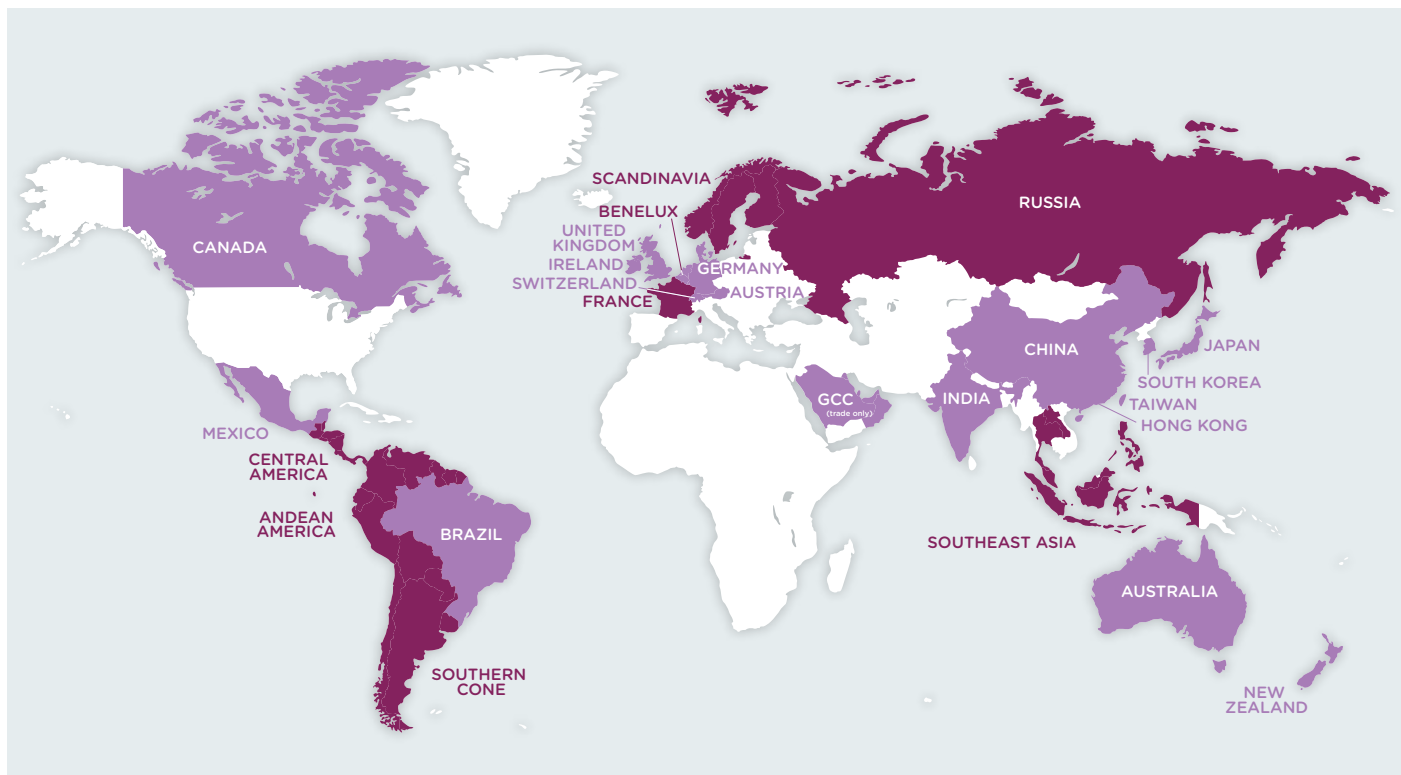 CANADA
MEXICO
CENTRAL
AMERICA
ANDEAN
AMERICA
BRAZIL
SOUTHERN
CONE
SCANDINAVIA
BENELUX
UNITED
KINGDOM
IRELAND
SWITZERLAND
FRANCE
GERMANY
AUSTRIA
RUSSIA
GCC
(trade only)
INDIA
CHINA
JAPAN
SOUTH KOREA
TAIWAN
HONG KONG
SOUTHEAST ASIA
AUSTRALIA
NEW
ZEALAND